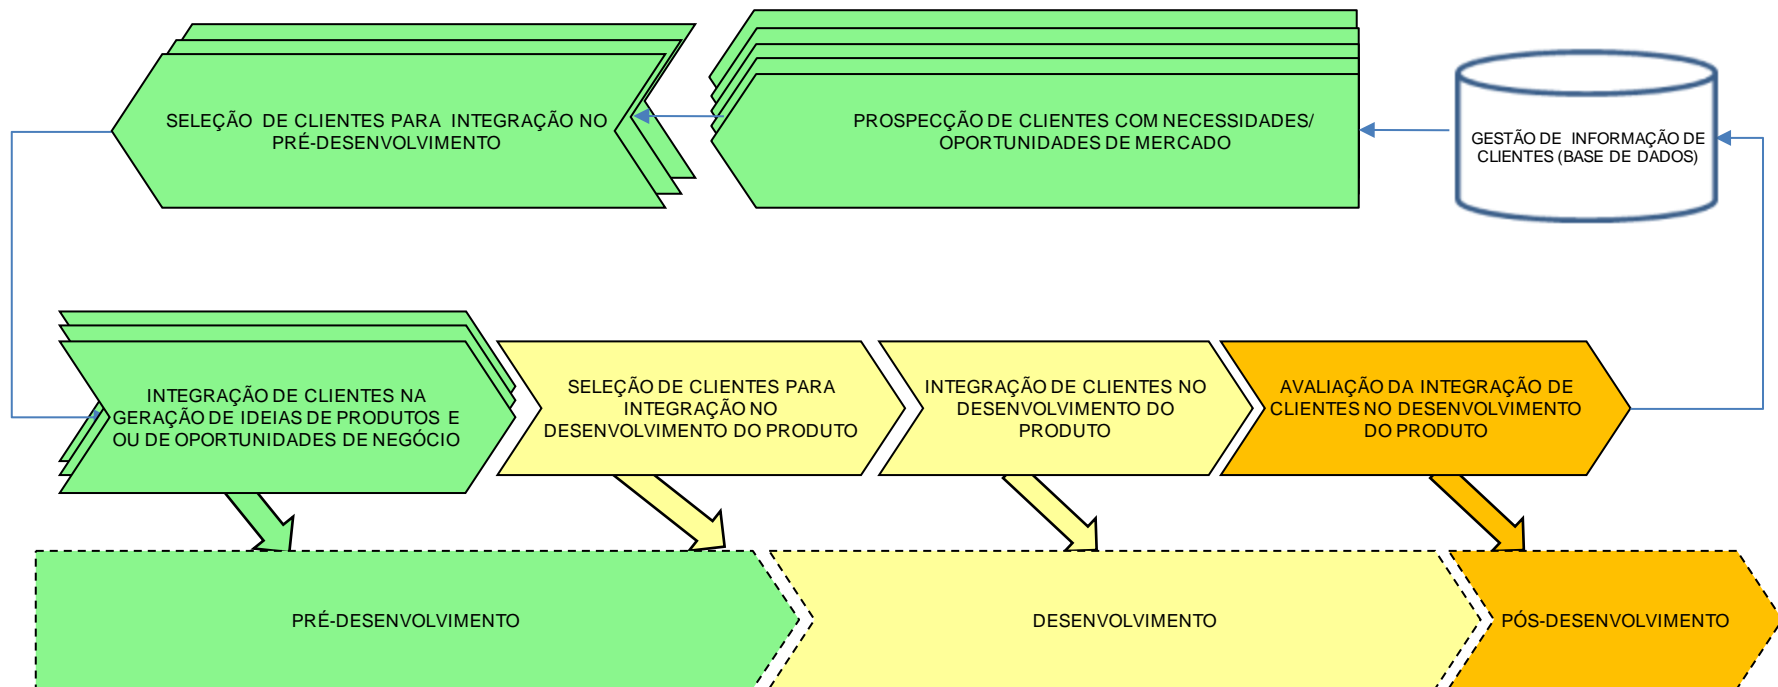 SELEÇÃO DE CLIENTES PARA INTEGRAÇÃO NO
PRÉ-DESENVOLVIMENTO
PROSPECÇÃO DE CLIENTES COM NECESSIDADES/
OPORTUNIDADES DE MERCADO
GESTÃO DE INFORMAÇÃO DE
CLIENTES (BASE DE DADOS)
INTEGRAÇÃO DE CLIENTES NA
GERAÇÃO DE IDEIAS DE PRODUTOS E
OU DE OPORTUNIDADES DE NEGÓCIO
SELEÇÃO DE CLIENTES PARA
INTEGRAÇÃO NO
DESENVOLVIMENTO DO PRODUTO
INTEGRAÇÃO DE CLIENTES NO
DESENVOLVIMENTO DO
PRODUTO
AVALIAÇÃO DA INTEGRAÇÃO DE
CLIENTES NO DESENVOLVIMENTO
DO PRODUTO
PRÉ-DESENVOLVIMENTO
DESENVOLVIMENTO
PÓS-DESENVOLVIMENTO